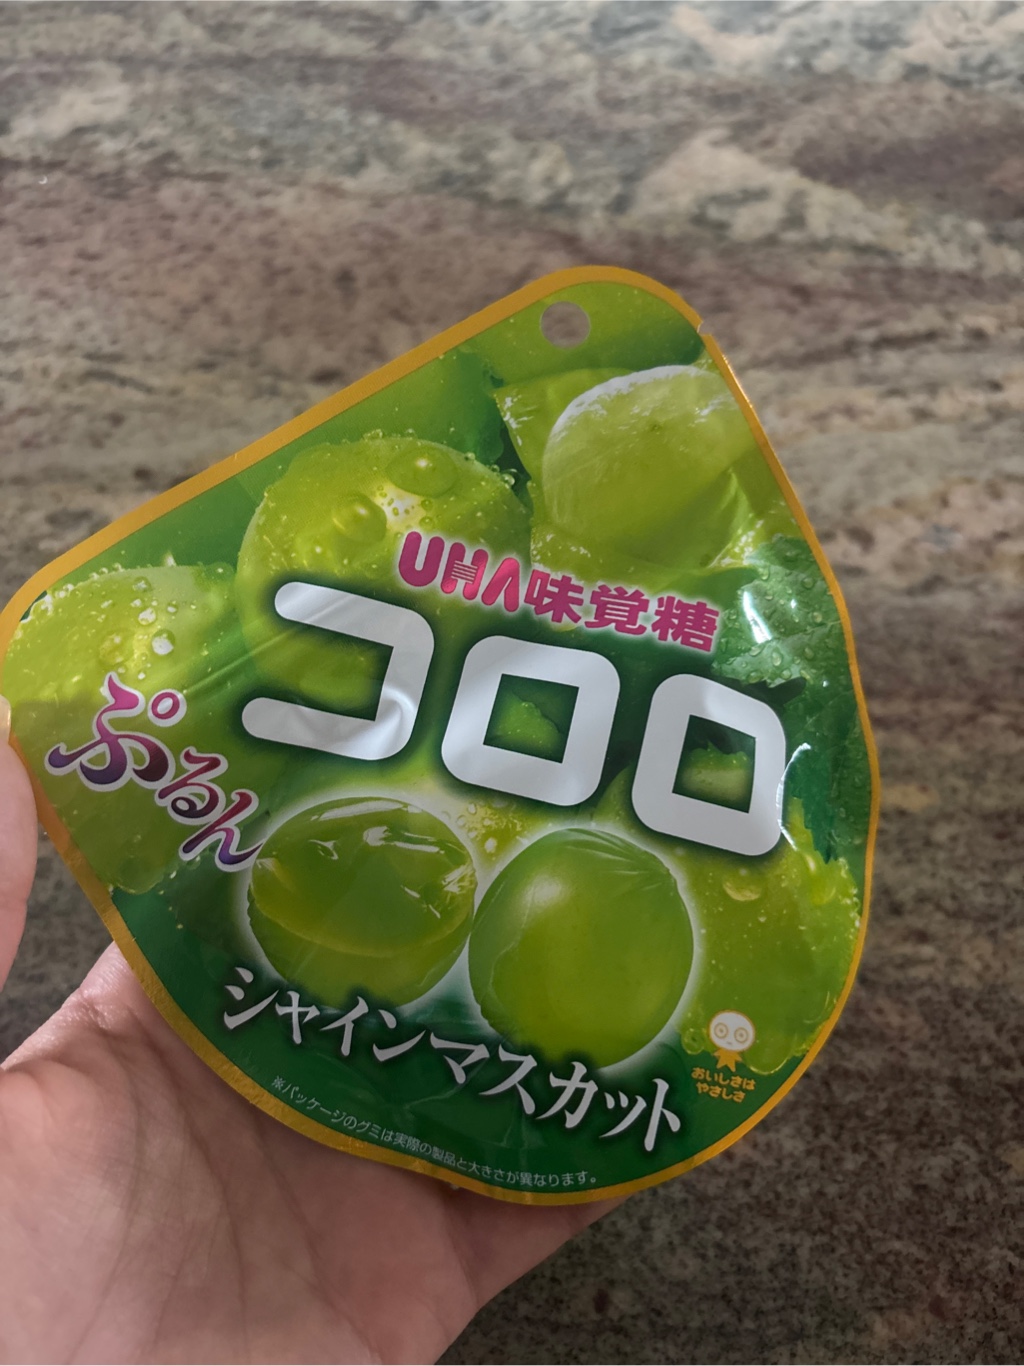 UHA味覚糖
コロロ
ぷるん
シャインマスカット
おいしさは
やさしさ
※パッケージのグミは実際の製品と大きさが異なります。